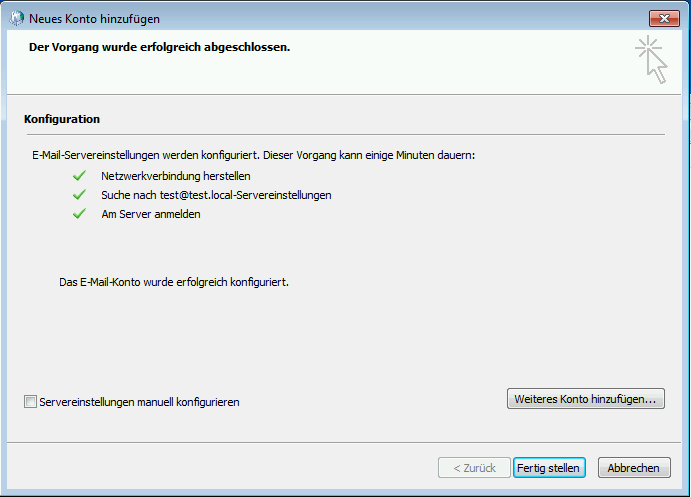 Neues Konto hinzufügen
Der Vorgang wurde erfolgreich abgeschlossen.
Konfiguration
E-Mail-Servereinstellungen werden konfiguriert. Dieser Vorgang kann einige Minuten dauern:
Netzwerkverbindung herstellen
Suche nach test@test.local-Servereinstellungen
Am Server anmelden
Das E-Mail-Konto wurde erfolgreich konfiguriert.
Servereinstellungen manuell konfigurieren
Weiteres Konto hinzufügen...
< Zurück
Fertig stellen
Abbrechen